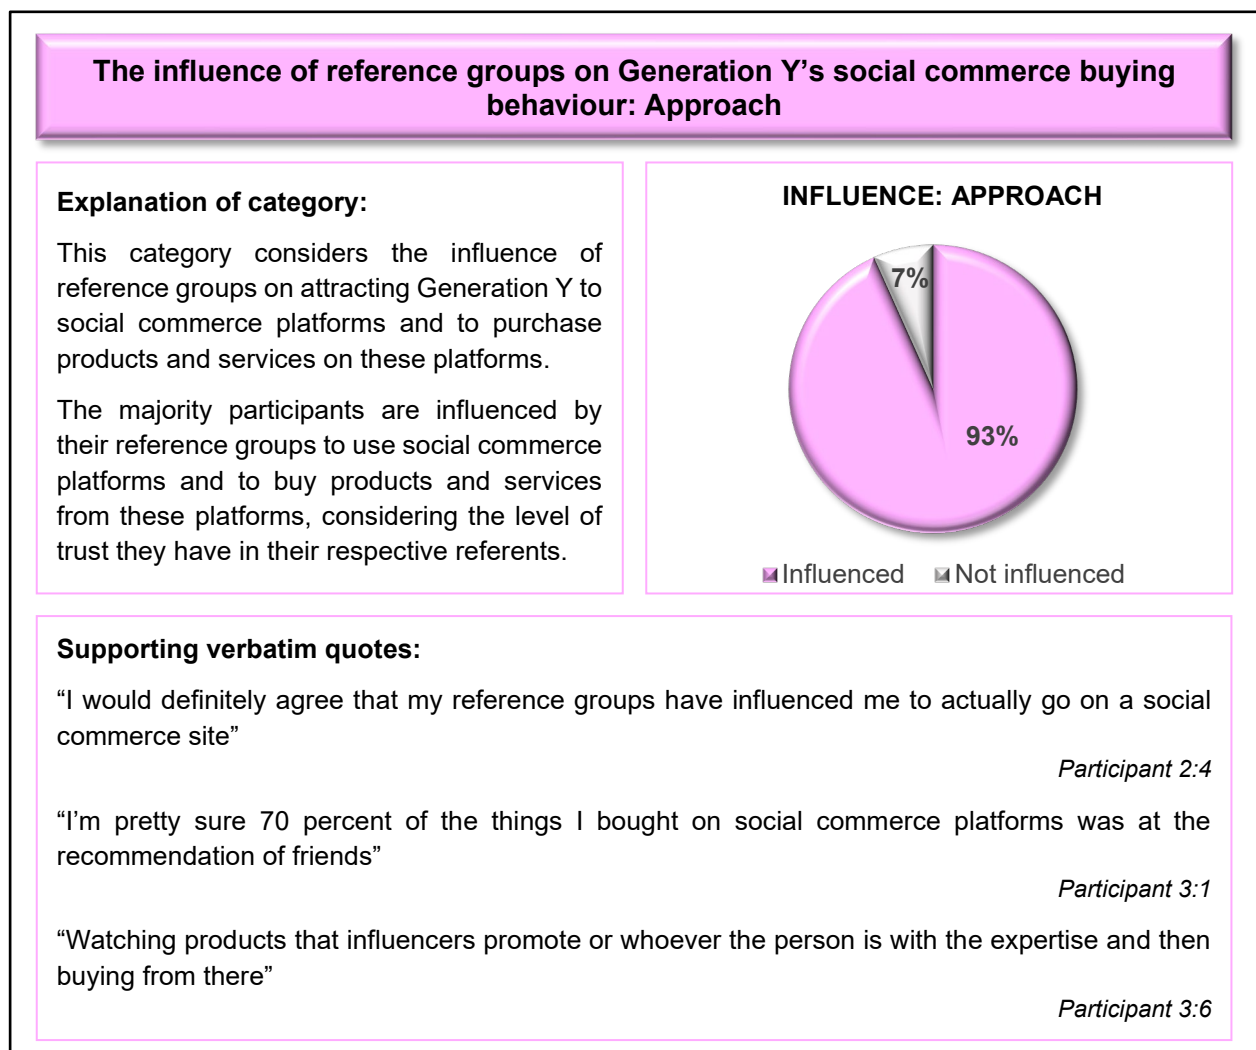 The influence of reference groups on Generation Y’s social commerce buying
behaviour: Approach
Explanation of category:
This category considers the influence of
reference groups on attracting Generation Y to
social commerce platforms and to purchase
products and services on these platforms.
The majority participants are influenced by
their reference groups to use social commerce
platforms and to buy products and services
from these platforms, considering the level of
trust they have in their respective referents.
INFLUENCE: APPROACH
7%
93%
Influenced
Not influenced
Supporting verbatim quotes:
“I would definitely agree that my reference groups have influenced me to actually go on a social
commerce site”
Participant 2:4
“I’m pretty sure 70 percent of the things I bought on social commerce platforms was at the
recommendation of friends”
Participant 3:1
“Watching products that influencers promote or whoever the person is with the expertise and then
buying from there”
Participant 3:6